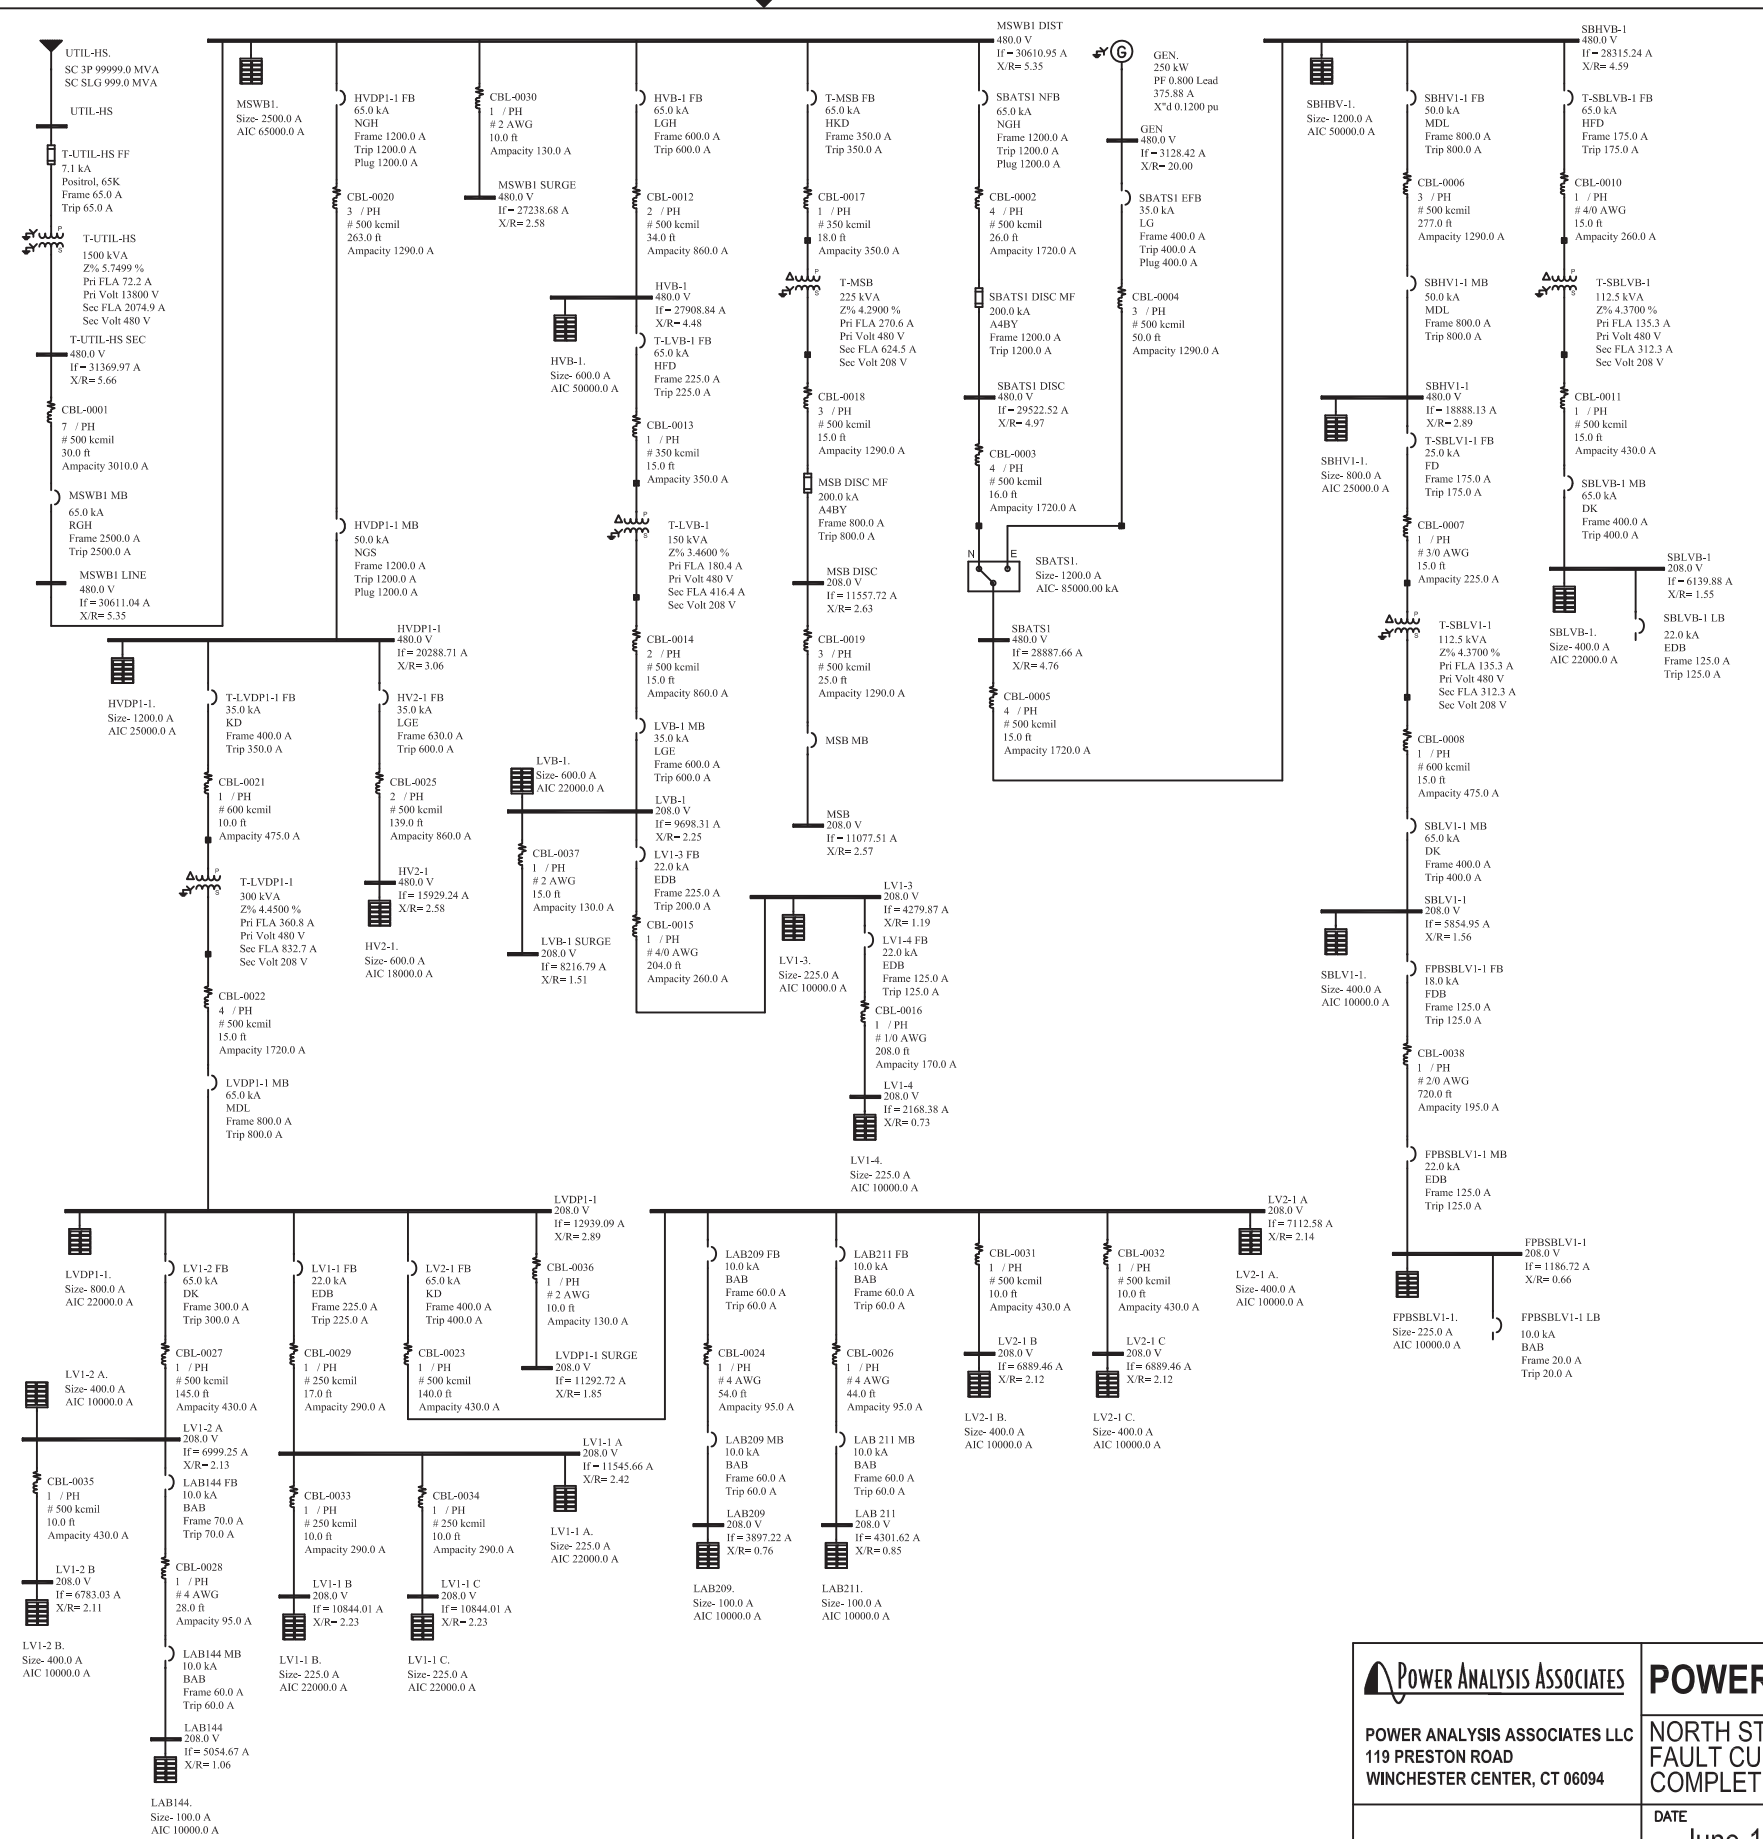 UTIL-HS.
SC 3P 99999.0 MVA
SC SLG 999.0 MVA
UTIL-HS
T-UTIL-HS FF
7.1 kA
Positrol, 65K
Frame 65.0 A
Trip 65.0 A
P
S
T-UTIL-HS
1500 kVA
Z% 5.7499 %
Pri FLA 72.2 A
Pri Volt 13800 V
Sec FLA 2074.9 A
Sec Volt 480 V
T-UTIL-HS SEC
480.0 V
If = 31369.97 A
X/R= 5.66
CBL-0001
7 / PH
# 500 kcmil
30.0 ft
Ampacity 3010.0 A
MSWB1 MB
65.0 kA
RGH
Frame 2500.0 A
Trip 2500.0 A
MSWB1 LINE
480.0 V
If = 30611.04 A
X/R= 5.35
MSWB1 DIST
480.0 V
If = 30610.95 A
X/R= 5.35
MSWB1.
Size- 2500.0 A
AIC 65000.0 A
HVDP1-1 FB
65.0 kA
NGH
Frame 1200.0 A
Trip 1200.0 A
Plug 1200.0 A
CBL-0020
3 / PH
# 500 kcmil
263.0 ft
Ampacity 1290.0 A
HVDP1-1 MB
50.0 kA
NGS
Frame 1200.0 A
Trip 1200.0 A
Plug 1200.0 A
CBL-0030
1 / PH
# 2 AWG
10.0 ft
Ampacity 130.0 A
MSWB1 SURGE
480.0 V
If = 27238.68 A
X/R= 2.58
HVB-1 FB
65.0 kA
LGH
Frame 600.0 A
Trip 600.0 A
CBL-0012
2 / PH
# 500 kcmil
34.0 ft
Ampacity 860.0 A
HVB-1
480.0 V
If = 27908.84 A
X/R= 4.48
HVB-1.
Size- 600.0 A
AIC 50000.0 A
T-LVB-1 FB
65.0 kA
HFD
Frame 225.0 A
Trip 225.0 A
CBL-0013
1 / PH
# 350 kcmil
15.0 ft
Ampacity 350.0 A
P
S
T-LVB-1
150 kVA
Z% 3.4600 %
Pri FLA 180.4 A
Pri Volt 480 V
Sec FLA 416.4 A
Sec Volt 208 V
CBL-0014
2 / PH
# 500 kcmil
15.0 ft
Ampacity 860.0 A
LVB-1 MB
35.0 kA
LGE
Frame 600.0 A
Trip 600.0 A
LVB-1.
Size- 600.0 A
AIC 22000.0 A
LVB-1
208.0 V
If = 9698.31 A
X/R= 2.25
CBL-0037
1 / PH
# 2 AWG
15.0 ft
Ampacity 130.0 A
LVB-1 SURGE
208.0 V
If = 8216.79 A
X/R= 1.51
LV1-3 FB
22.0 kA
EDB
Frame 225.0 A
Trip 200.0 A
CBL-0015
1 / PH
# 4/0 AWG
204.0 ft
Ampacity 260.0 A
T-MSB FB
65.0 kA
HKD
Frame 350.0 A
Trip 350.0 A
CBL-0017
1 / PH
# 350 kcmil
18.0 ft
Ampacity 350.0 A
P
S
T-MSB
225 kVA
Z% 4.2900 %
Pri FLA 270.6 A
Pri Volt 480 V
Sec FLA 624.5 A
Sec Volt 208 V
CBL-0018
3 / PH
# 500 kcmil
15.0 ft
Ampacity 1290.0 A
MSB DISC MF
200.0 kA
A4BY
Frame 800.0 A
Trip 800.0 A
MSB DISC
208.0 V
If = 11557.72 A
X/R= 2.63
CBL-0019
3 / PH
# 500 kcmil
25.0 ft
Ampacity 1290.0 A
MSB MB
MSB
208.0 V
If = 11077.51 A
X/R= 2.57
SBATS1 NFB
65.0 kA
NGH
Frame 1200.0 A
Trip 1200.0 A
Plug 1200.0 A
CBL-0002
4 / PH
# 500 kcmil
26.0 ft
Ampacity 1720.0 A
SBATS1 DISC MF
200.0 kA
A4BY
Frame 1200.0 A
Trip 1200.0 A
SBATS1 DISC
480.0 V
If = 29522.52 A
X/R= 4.97
CBL-0003
4 / PH
# 500 kcmil
16.0 ft
Ampacity 1720.0 A
G
GEN.
250 kW
PF 0.800 Lead
375.88 A
X"d 0.1200 pu
GEN
480.0 V
If = 3128.42 A
X/R= 20.00
SBATS1 EFB
35.0 kA
LG
Frame 400.0 A
Trip 400.0 A
Plug 400.0 A
CBL-0004
3 / PH
# 500 kcmil
50.0 ft
Ampacity 1290.0 A
N E
SBATS1.
Size- 1200.0 A
AIC- 85000.00 kA
SBATS1
480.0 V
If = 28887.66 A
X/R= 4.76
CBL-0005
4 / PH
# 500 kcmil
15.0 ft
Ampacity 1720.0 A
SBHVB-1
480.0 V
If = 28315.24 A
X/R= 4.59
SBHBV-1.
Size- 1200.0 A
AIC 50000.0 A
SBHV1-1 FB
50.0 kA
MDL
Frame 800.0 A
Trip 800.0 A
CBL-0006
3 / PH
# 500 kcmil
277.0 ft
Ampacity 1290.0 A
SBHV1-1 MB
50.0 kA
MDL
Frame 800.0 A
Trip 800.0 A
SBHV1-1
480.0 V
If = 18888.13 A
X/R= 2.89
SBHV1-1.
Size- 800.0 A
AIC 25000.0 A
T-SBLV1-1 FB
25.0 kA
FD
Frame 175.0 A
Trip 175.0 A
CBL-0007
1 / PH
# 3/0 AWG
15.0 ft
Ampacity 225.0 A
P
S
T-SBLV1-1
112.5 kVA
Z% 4.3700 %
Pri FLA 135.3 A
Pri Volt 480 V
Sec FLA 312.3 A
Sec Volt 208 V
CBL-0008
1 / PH
# 600 kcmil
15.0 ft
Ampacity 475.0 A
SBLV1-1 MB
65.0 kA
DK
Frame 400.0 A
Trip 400.0 A
SBLV1-1
208.0 V
If = 5854.95 A
X/R= 1.56
SBLV1-1.
Size- 400.0 A
AIC 10000.0 A
FPBSBLV1-1 FB
18.0 kA
FDB
Frame 125.0 A
Trip 125.0 A
CBL-0038
1 / PH
# 2/0 AWG
720.0 ft
Ampacity 195.0 A
FPBSBLV1-1 MB
22.0 kA
EDB
Frame 125.0 A
Trip 125.0 A
FPBSBLV1-1
208.0 V
If = 1186.72 A
X/R= 0.66
FPBSBLV1-1.
Size- 225.0 A
AIC 10000.0 A
FPBSBLV1-1 LB
10.0 kA
BAB
Frame 20.0 A
Trip 20.0 A
T-SBLVB-1 FB
65.0 kA
HFD
Frame 175.0 A
Trip 175.0 A
CBL-0010
1 / PH
# 4/0 AWG
15.0 ft
Ampacity 260.0 A
P
S
T-SBLVB-1
112.5 kVA
Z% 4.3700 %
Pri FLA 135.3 A
Pri Volt 480 V
Sec FLA 312.3 A
Sec Volt 208 V
CBL-0011
1 / PH
# 500 kcmil
15.0 ft
Ampacity 430.0 A
SBLVB-1 MB
65.0 kA
DK
Frame 400.0 A
Trip 400.0 A
SBLVB-1
208.0 V
If = 6139.88 A
X/R= 1.55
SBLVB-1.
Size- 400.0 A
AIC 22000.0 A
SBLVB-1 LB
22.0 kA
EDB
Frame 125.0 A
Trip 125.0 A
HVDP1-1
480.0 V
If = 20288.71 A
X/R= 3.06
HVDP1-1.
Size- 1200.0 A
AIC 25000.0 A
T-LVDP1-1 FB
35.0 kA
KD
Frame 400.0 A
Trip 350.0 A
CBL-0021
1 / PH
# 600 kcmil
10.0 ft
Ampacity 475.0 A
P
S
T-LVDP1-1
300 kVA
Z% 4.4500 %
Pri FLA 360.8 A
Pri Volt 480 V
Sec FLA 832.7 A
Sec Volt 208 V
CBL-0022
4 / PH
# 500 kcmil
15.0 ft
Ampacity 1720.0 A
LVDP1-1 MB
65.0 kA
MDL
Frame 800.0 A
Trip 800.0 A
HV2-1 FB
35.0 kA
LGE
Frame 630.0 A
Trip 600.0 A
CBL-0025
2 / PH
# 500 kcmil
139.0 ft
Ampacity 860.0 A
HV2-1
480.0 V
If = 15929.24 A
X/R= 2.58
HV2-1.
Size- 600.0 A
AIC 18000.0 A
LV1-3
208.0 V
If = 4279.87 A
X/R= 1.19
LV1-3.
Size- 225.0 A
AIC 10000.0 A
LV1-4 FB
22.0 kA
EDB
Frame 125.0 A
Trip 125.0 A
CBL-0016
1 / PH
# 1/0 AWG
208.0 ft
Ampacity 170.0 A
LV1-4
208.0 V
If = 2168.38 A
X/R= 0.73
LV1-4.
Size- 225.0 A
AIC 10000.0 A
LVDP1-1
208.0 V
If = 12939.09 A
X/R= 2.89
LVDP1-1.
Size- 800.0 A
AIC 22000.0 A
LV1-2 FB
65.0 kA
DK
Frame 300.0 A
Trip 300.0 A
CBL-0027
1 / PH
# 500 kcmil
145.0 ft
Ampacity 430.0 A
LV1-2 A.
Size- 400.0 A
AIC 10000.0 A
LV1-2 A
208.0 V
If = 6999.25 A
X/R= 2.13
CBL-0035
1 / PH
# 500 kcmil
10.0 ft
Ampacity 430.0 A
LV1-2 B
208.0 V
If = 6783.03 A
X/R= 2.11
LV1-2 B.
Size- 400.0 A
AIC 10000.0 A
LAB144 FB
10.0 kA
BAB
Frame 70.0 A
Trip 70.0 A
CBL-0028
1 / PH
# 4 AWG
28.0 ft
Ampacity 95.0 A
LAB144 MB
10.0 kA
BAB
Frame 60.0 A
Trip 60.0 A
LAB144
208.0 V
If = 5054.67 A
X/R= 1.06
LAB144.
Size- 100.0 A
AIC 10000.0 A
LV1-1 FB
22.0 kA
EDB
Frame 225.0 A
Trip 225.0 A
CBL-0029
1 / PH
# 250 kcmil
17.0 ft
Ampacity 290.0 A
LV1-1 A
208.0 V
If = 11545.66 A
X/R= 2.42
LV1-1 A.
Size- 225.0 A
AIC 22000.0 A
CBL-0033
1 / PH
# 250 kcmil
10.0 ft
Ampacity 290.0 A
LV1-1 B
208.0 V
If = 10844.01 A
X/R= 2.23
LV1-1 B.
Size- 225.0 A
AIC 22000.0 A
CBL-0034
1 / PH
# 250 kcmil
10.0 ft
Ampacity 290.0 A
LV1-1 C
208.0 V
If = 10844.01 A
X/R= 2.23
LV1-1 C.
Size- 225.0 A
AIC 22000.0 A
LV2-1 FB
65.0 kA
KD
Frame 400.0 A
Trip 400.0 A
CBL-0023
1 / PH
# 500 kcmil
140.0 ft
Ampacity 430.0 A
CBL-0036
1 / PH
# 2 AWG
10.0 ft
Ampacity 130.0 A
LVDP1-1 SURGE
208.0 V
If = 11292.72 A
X/R= 1.85
LV2-1 A
208.0 V
If = 7112.58 A
X/R= 2.14
LV2-1 A.
Size- 400.0 A
AIC 10000.0 A
LAB209 FB
10.0 kA
BAB
Frame 60.0 A
Trip 60.0 A
CBL-0024
1 / PH
# 4 AWG
54.0 ft
Ampacity 95.0 A
LAB209 MB
10.0 kA
BAB
Frame 60.0 A
Trip 60.0 A
LAB209
208.0 V
If = 3897.22 A
X/R= 0.76
LAB209.
Size- 100.0 A
AIC 10000.0 A
LAB211 FB
10.0 kA
BAB
Frame 60.0 A
Trip 60.0 A
CBL-0026
1 / PH
# 4 AWG
44.0 ft
Ampacity 95.0 A
LAB 211 MB
10.0 kA
BAB
Frame 60.0 A
Trip 60.0 A
LAB 211
208.0 V
If = 4301.62 A
X/R= 0.85
LAB211.
Size- 100.0 A
AIC 10000.0 A
CBL-0031
1 / PH
# 500 kcmil
10.0 ft
Ampacity 430.0 A
LV2-1 B
208.0 V
If = 6889.46 A
X/R= 2.12
LV2-1 B.
Size- 400.0 A
AIC 10000.0 A
CBL-0032
1 / PH
# 500 kcmil
10.0 ft
Ampacity 430.0 A
LV2-1 C
208.0 V
If = 6889.46 A
X/R= 2.12
LV2-1 C.
Size- 400.0 A
AIC 10000.0 A
POWER ANALYSIS ASSOCIATES
POWER ANALYSIS ASSOCIATES LLC
119 PRESTON ROAD
WINCHESTER CENTER, CT 06094
POWER
NORTH ST
FAULT CU
COMPLET
DATE